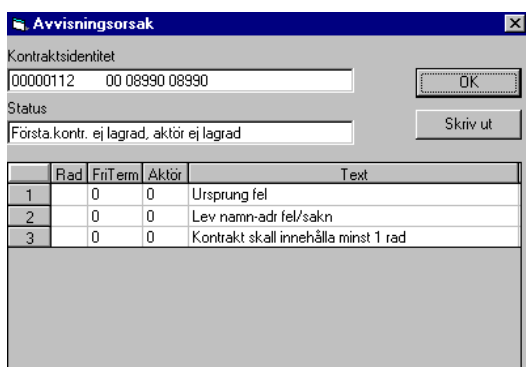 Avvisningsorsak
Kontraktsidentitet
00000112 00 08990 08990
OK
Status
Första.kontr. ej lagrad, aktör ej lagrad
Skriv ut
Rad FriTerm Aktör Text
1 0 0 Ursprung fel
2 0 0 Lev namn-adr fel/sakn
3 0 0 Kontrakt skall innehålla minst 1 rad